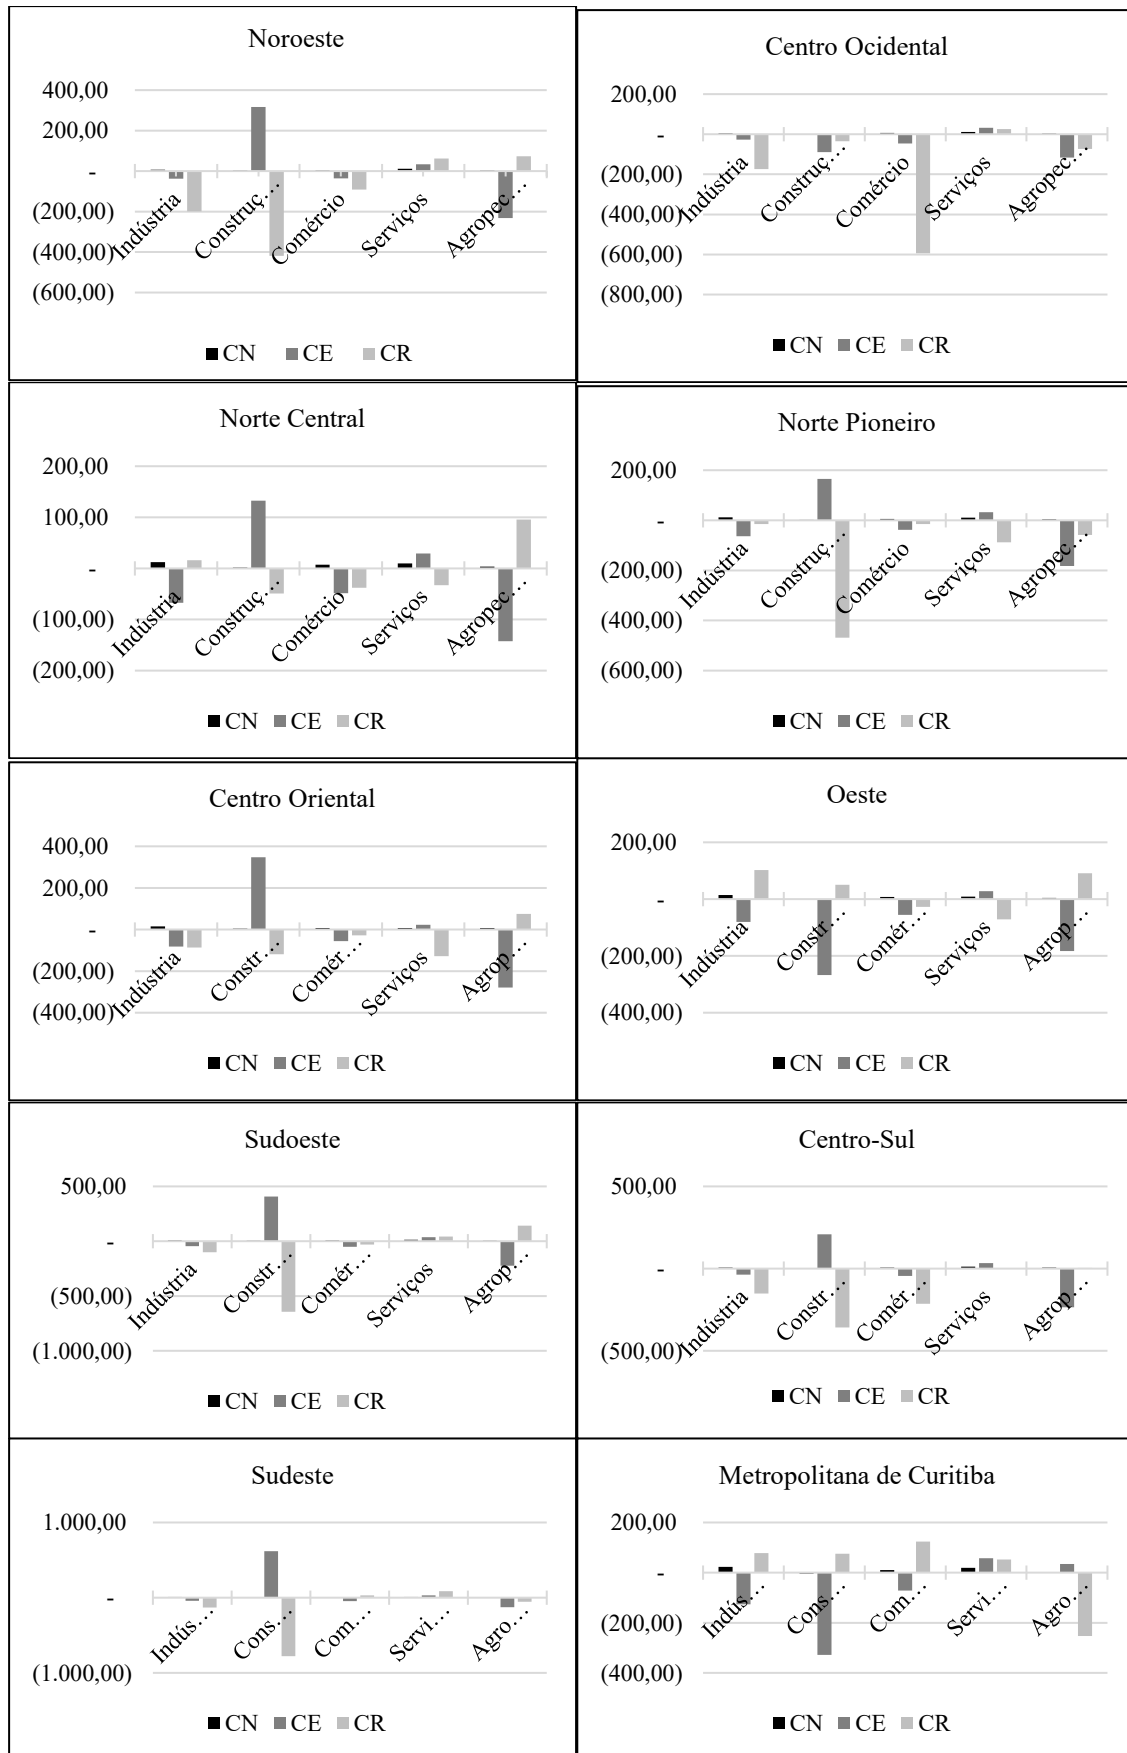 Noroeste
400,00
200,00
-
(200,00)
(400,00)
(600,00)
Indústria
Construç…
Comércio
Serviços
Agropec…
CN CE CR
Centro Ocidental
200,00
-
(200,00)
(400,00)
(600,00)
(800,00)
Indústria
Construç…
Comércio
Serviços
Agropec…
CN CE CR
Norte Central
200,00
100,00
-
(100,00)
(200,00)
Indústria
Construç…
Comércio
Serviços
Agropec…
CN CE CR
Norte Pioneiro
200,00
-
(200,00)
(400,00)
(600,00)
Indústria
Construç…
Comércio
Serviços
Agropec…
CN CE CR
Centro Oriental
400,00
200,00
-
(200,00)
(400,00)
Indústria
Constr…
Comér…
Serviços
Agrop…
CN CE CR
Oeste
200,00
-
(200,00)
(400,00)
Indústria
Constr…
Comér…
Serviços
Agrop…
CN CE CR
Sudoeste
500,00
-
(500,00)
(1.000,00)
Indústria
Constr…
Comér…
Serviços
Agrop…
CN CE CR
Centro-Sul
500,00
-
(500,00)
Indústria
Constr…
Comér…
Serviços
Agrop…
CN CE CR
Sudeste
1.000,00
-
(1.000,00)
Indús…
Cons…
Com…
Servi…
Agro…
CN CE CR
Metropolitana de Curitiba
200,00
-
(200,00)
(400,00)
Indús…
Cons…
Com…
Servi…
Agro…
CN CE CR